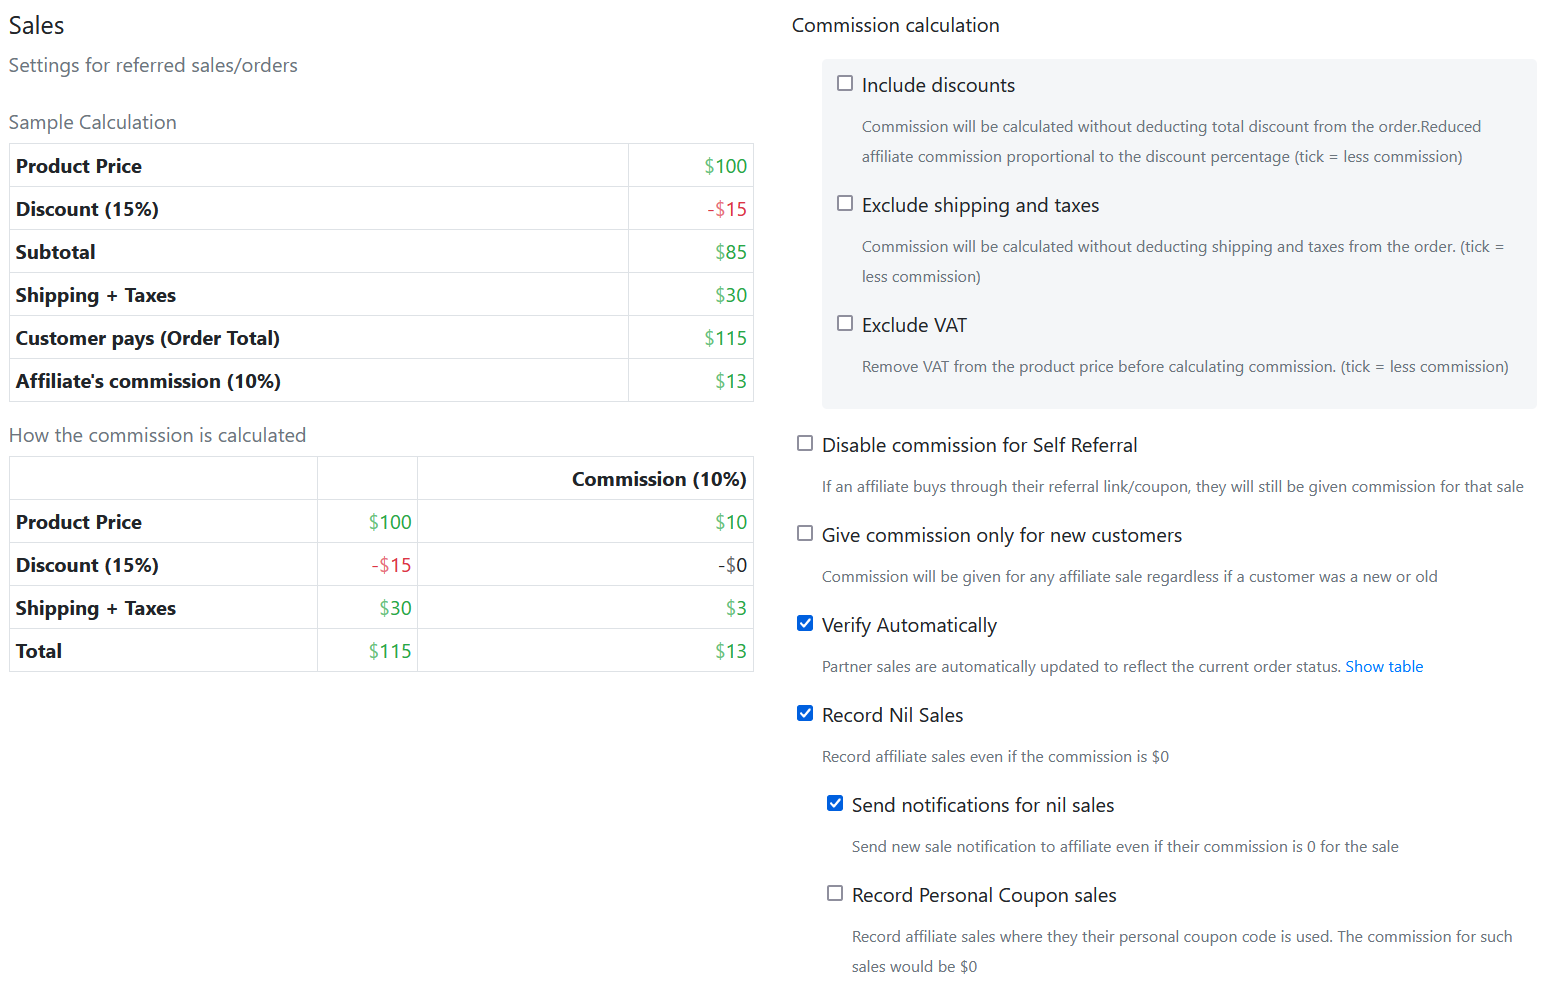 Sales
Settings for referred sales/orders
Sample Calculation
Product Price $100
Discount (15%) -$15
Subtotal $85
Shipping + Taxes $30
Customer pays (Order Total) $115
Affiliate's commission (10%) $13
How the commission is calculated
Commission (10%)
Product Price $100 $10
Discount (15%) -$15 -$0
Shipping + Taxes $30 $3
Total $115 $13
Commission calculation
Include discounts
Commission will be calculated without deducting total discount from the order.Reduced
affiliate commission proportional to the discount percentage (tick = less commission)
Exclude shipping and taxes
Commission will be calculated without deducting shipping and taxes from the order. (tick =
less commission)
Exclude VAT
Remove VAT from the product price before calculating commission. (tick = less commission)
Disable commission for Self Referral
If an affiliate buys through their referral link/coupon, they will still be given commission for that sale
Give commission only for new customers
Commission will be given for any affiliate sale regardless if a customer was a new or old
Verify Automatically
Partner sales are automatically updated to reflect the current order status. Show table
Record Nil Sales
Record affiliate sales even if the commission is $0
Send notifications for nil sales
Send new sale notification to affiliate even if their commission is 0 for the sale
Record Personal Coupon sales
Record affiliate sales where they their personal coupon code is used. The commission for such
sales would be $0